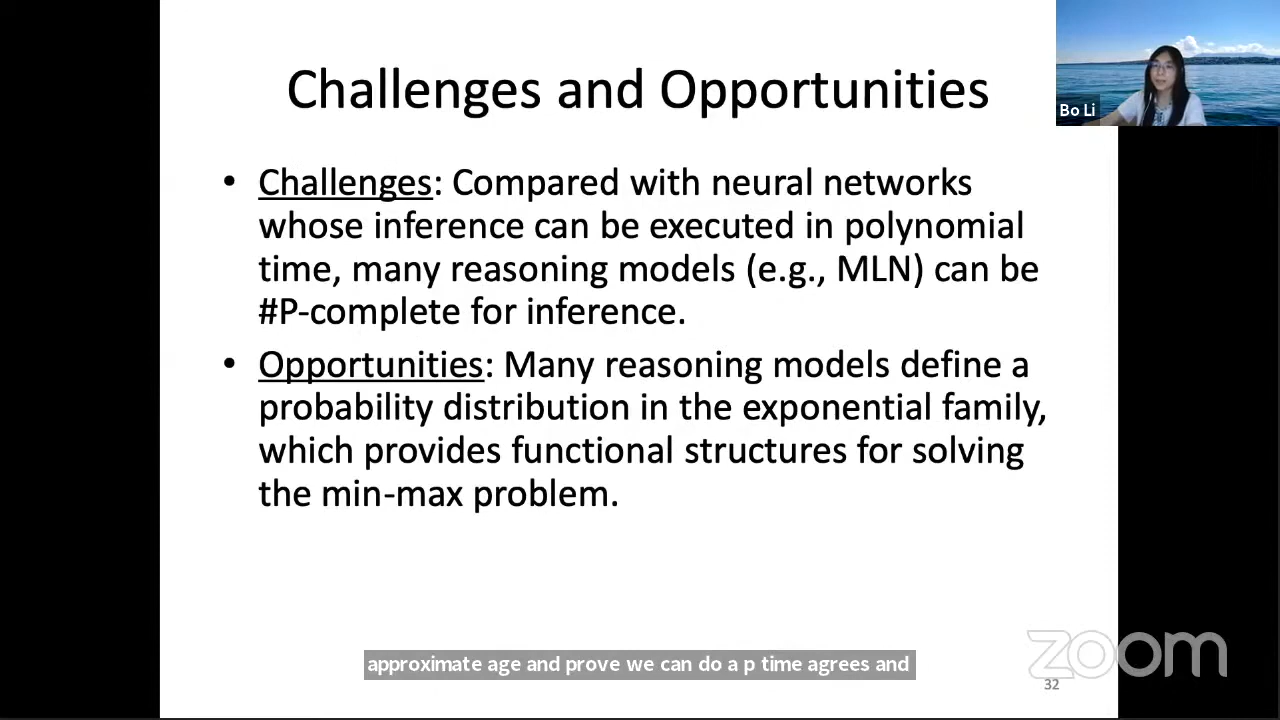 Challenges and Opportunities
Bo Li
• Challenges: Compared with neural networks
whose inference can be executed in polynomial
time, many reasoning models (e.g., MLN) can be
#P-complete for inference.
• Opportunities: Many reasoning models define a
probability distribution in the exponential family,
which provides functional structures for solving
the min-max problem.
approximate age and prove we can do a p time agrees and
zoom
32